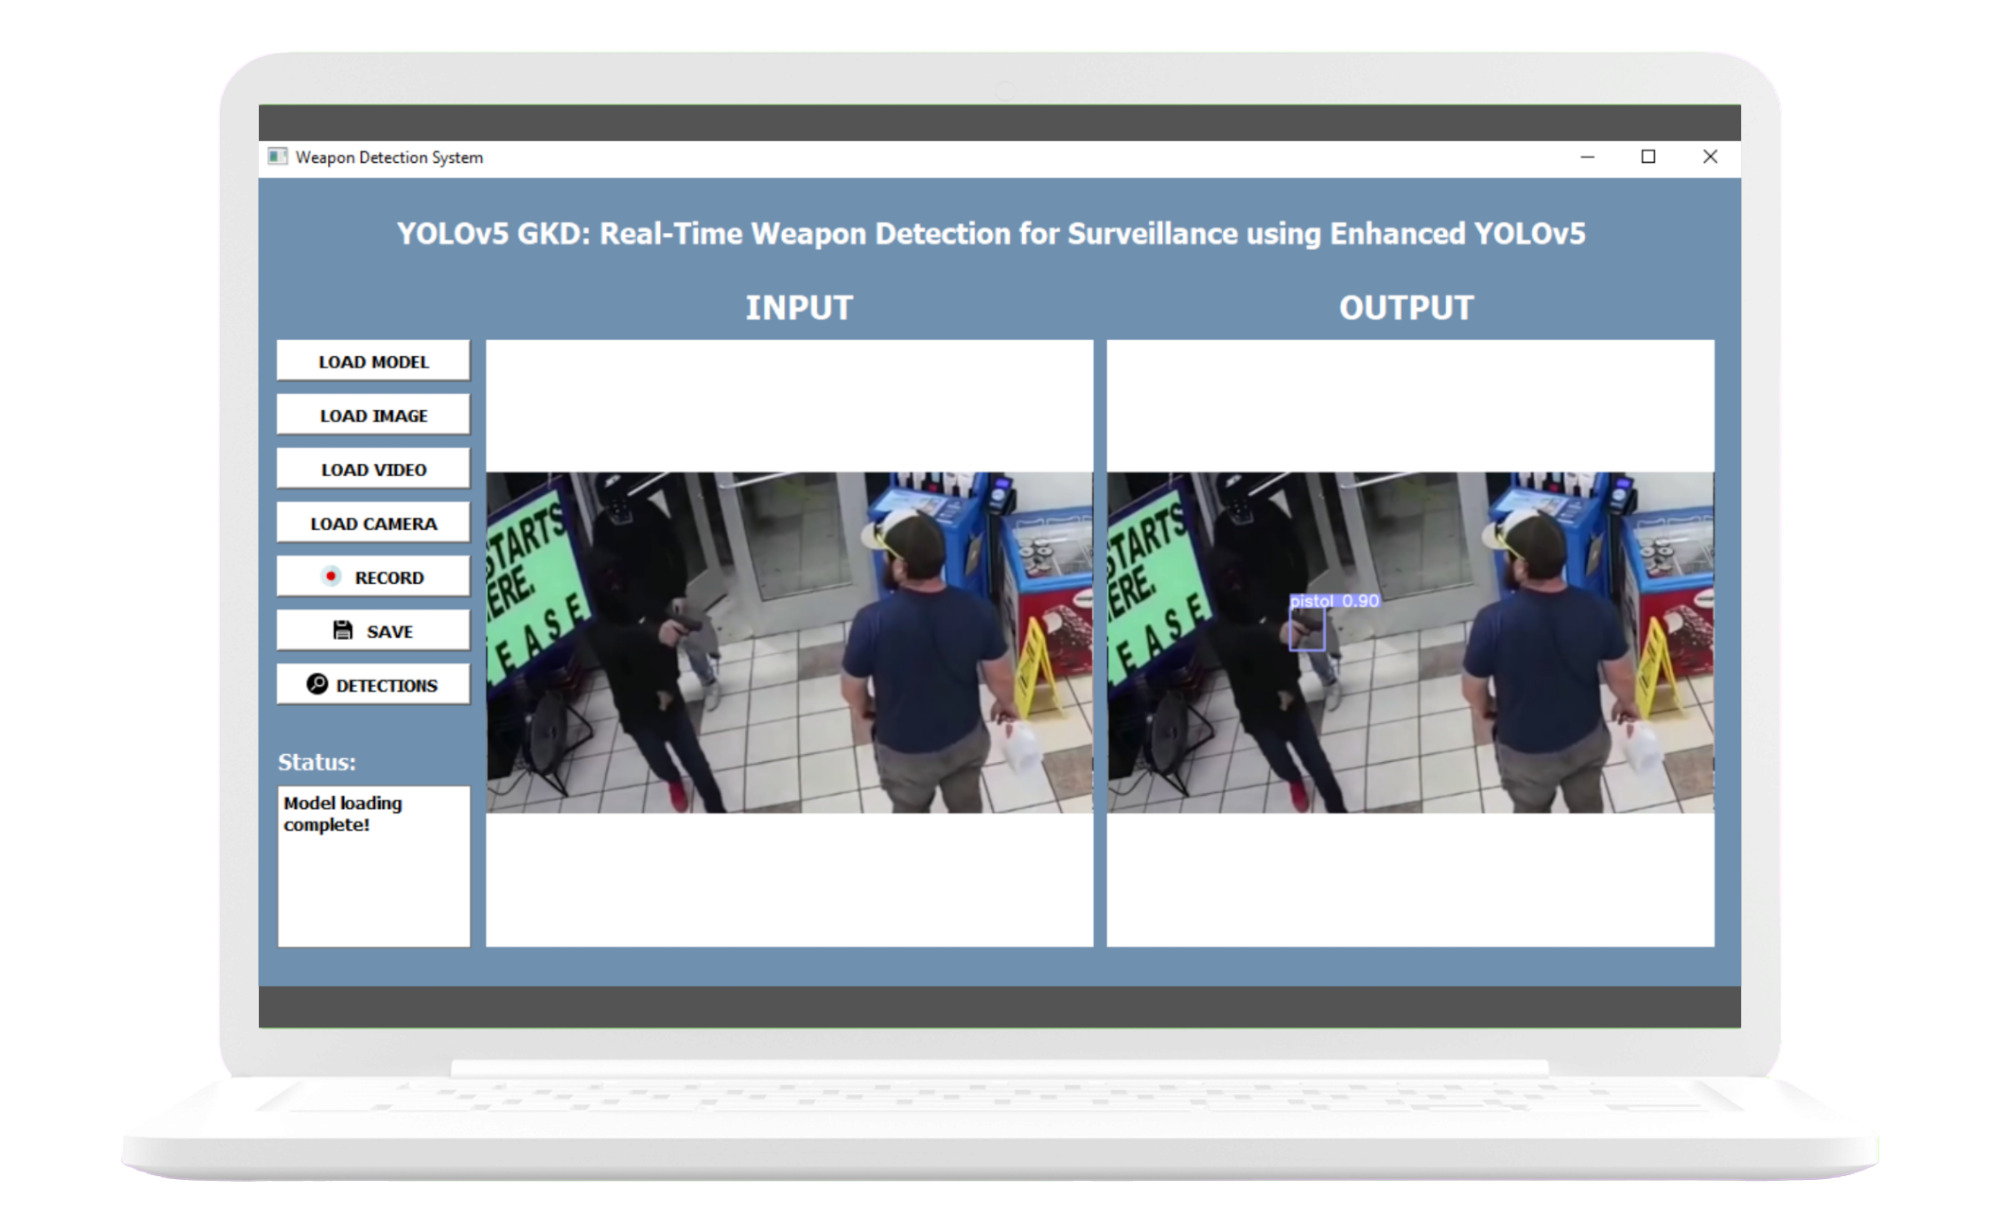 Weapon Detection System
YOLOv5 GKD: Real-Time Weapon Detection for Surveillance using Enhanced YOLOv5
INPUT
OUTPUT
LOAD MODEL
LOAD IMAGE
LOAD VIDEO
LOAD CAMERA
RECORD
SAVE
DETECTIONS
Status:
Model loading
complete!
STARTS
ERE.
EASE
STARTS
ERE.
EASE
pistol 0.90